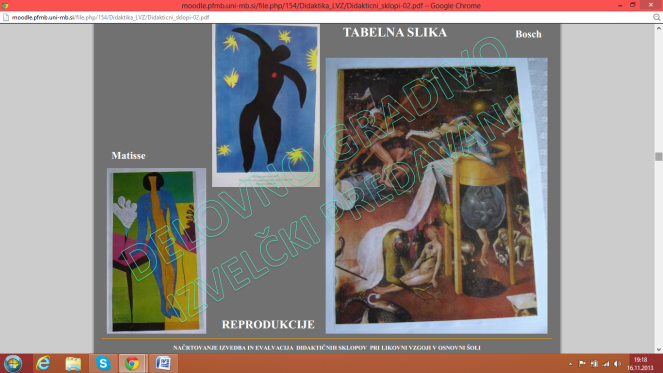 moodle.pfmb.uni-mb.si/file.php/154/Didaktika_LVZ/Didakticni_sklopi-02.pdf - Google Chrome
moodle.pfmb.uni-mb.si/file.php/154/Didaktika_LVZ/Didakticni_sklopi-02.pdf
TABELNA SLIKA
Bosch
Matisse
DELOVNO GRADIVO
IZVELČKI PREDAVANJ
REPRODUKCIJE
NAČRTOVANJE IZVEDBA IN EVALVACIJA DIDAKTIČNIH SKLOPOV PRI LIKOVNI VZGOJI V OSNOVNI ŠOLI
19:18
16.11.2013